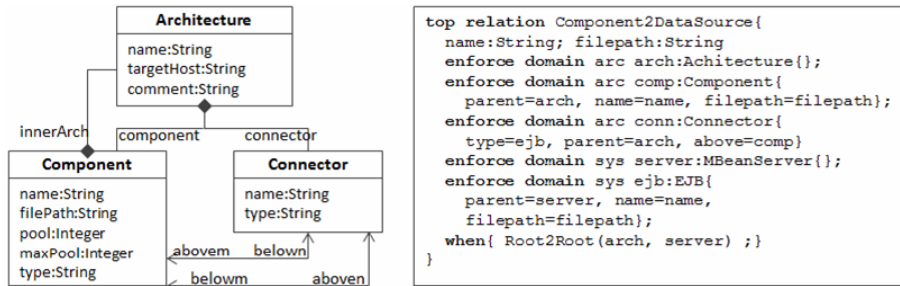 Architecture
name:String
targetHost:String
comment:String
innerArch
component
connector
Component
name:String
filePath:String
pool:Integer
maxPool:Integer
type:String
Connector
name:String
type:String
abovem
belown
belowm
aboven
top relation Component2DataSource{
name:String; filepath:String
enforce domain arc arch:Achitecture{};
enforce domain arc comp:Component{
parent=arch, name=name, filepath=filepath};
enforce domain arc conn:Connector{
type=ejb, parent=arch, above=comp}
enforce domain sys server:MBeanServer{};
enforce domain sys ejb:EJB{
parent=server, name=name,
filepath=filepath};
when{ Root2Root(arch, server) ;}
}